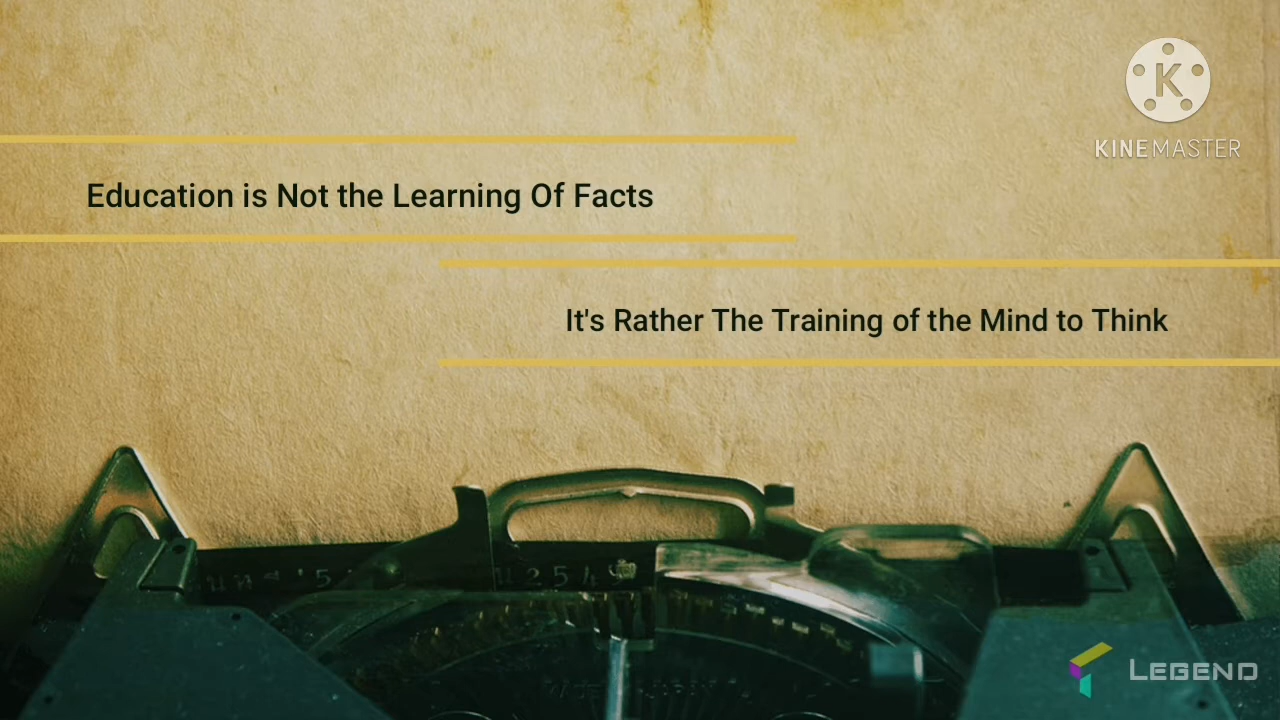 K
KINEMASTER
Education is Not the Learning Of Facts
It's Rather The Training of the Mind to Think
LEGEND